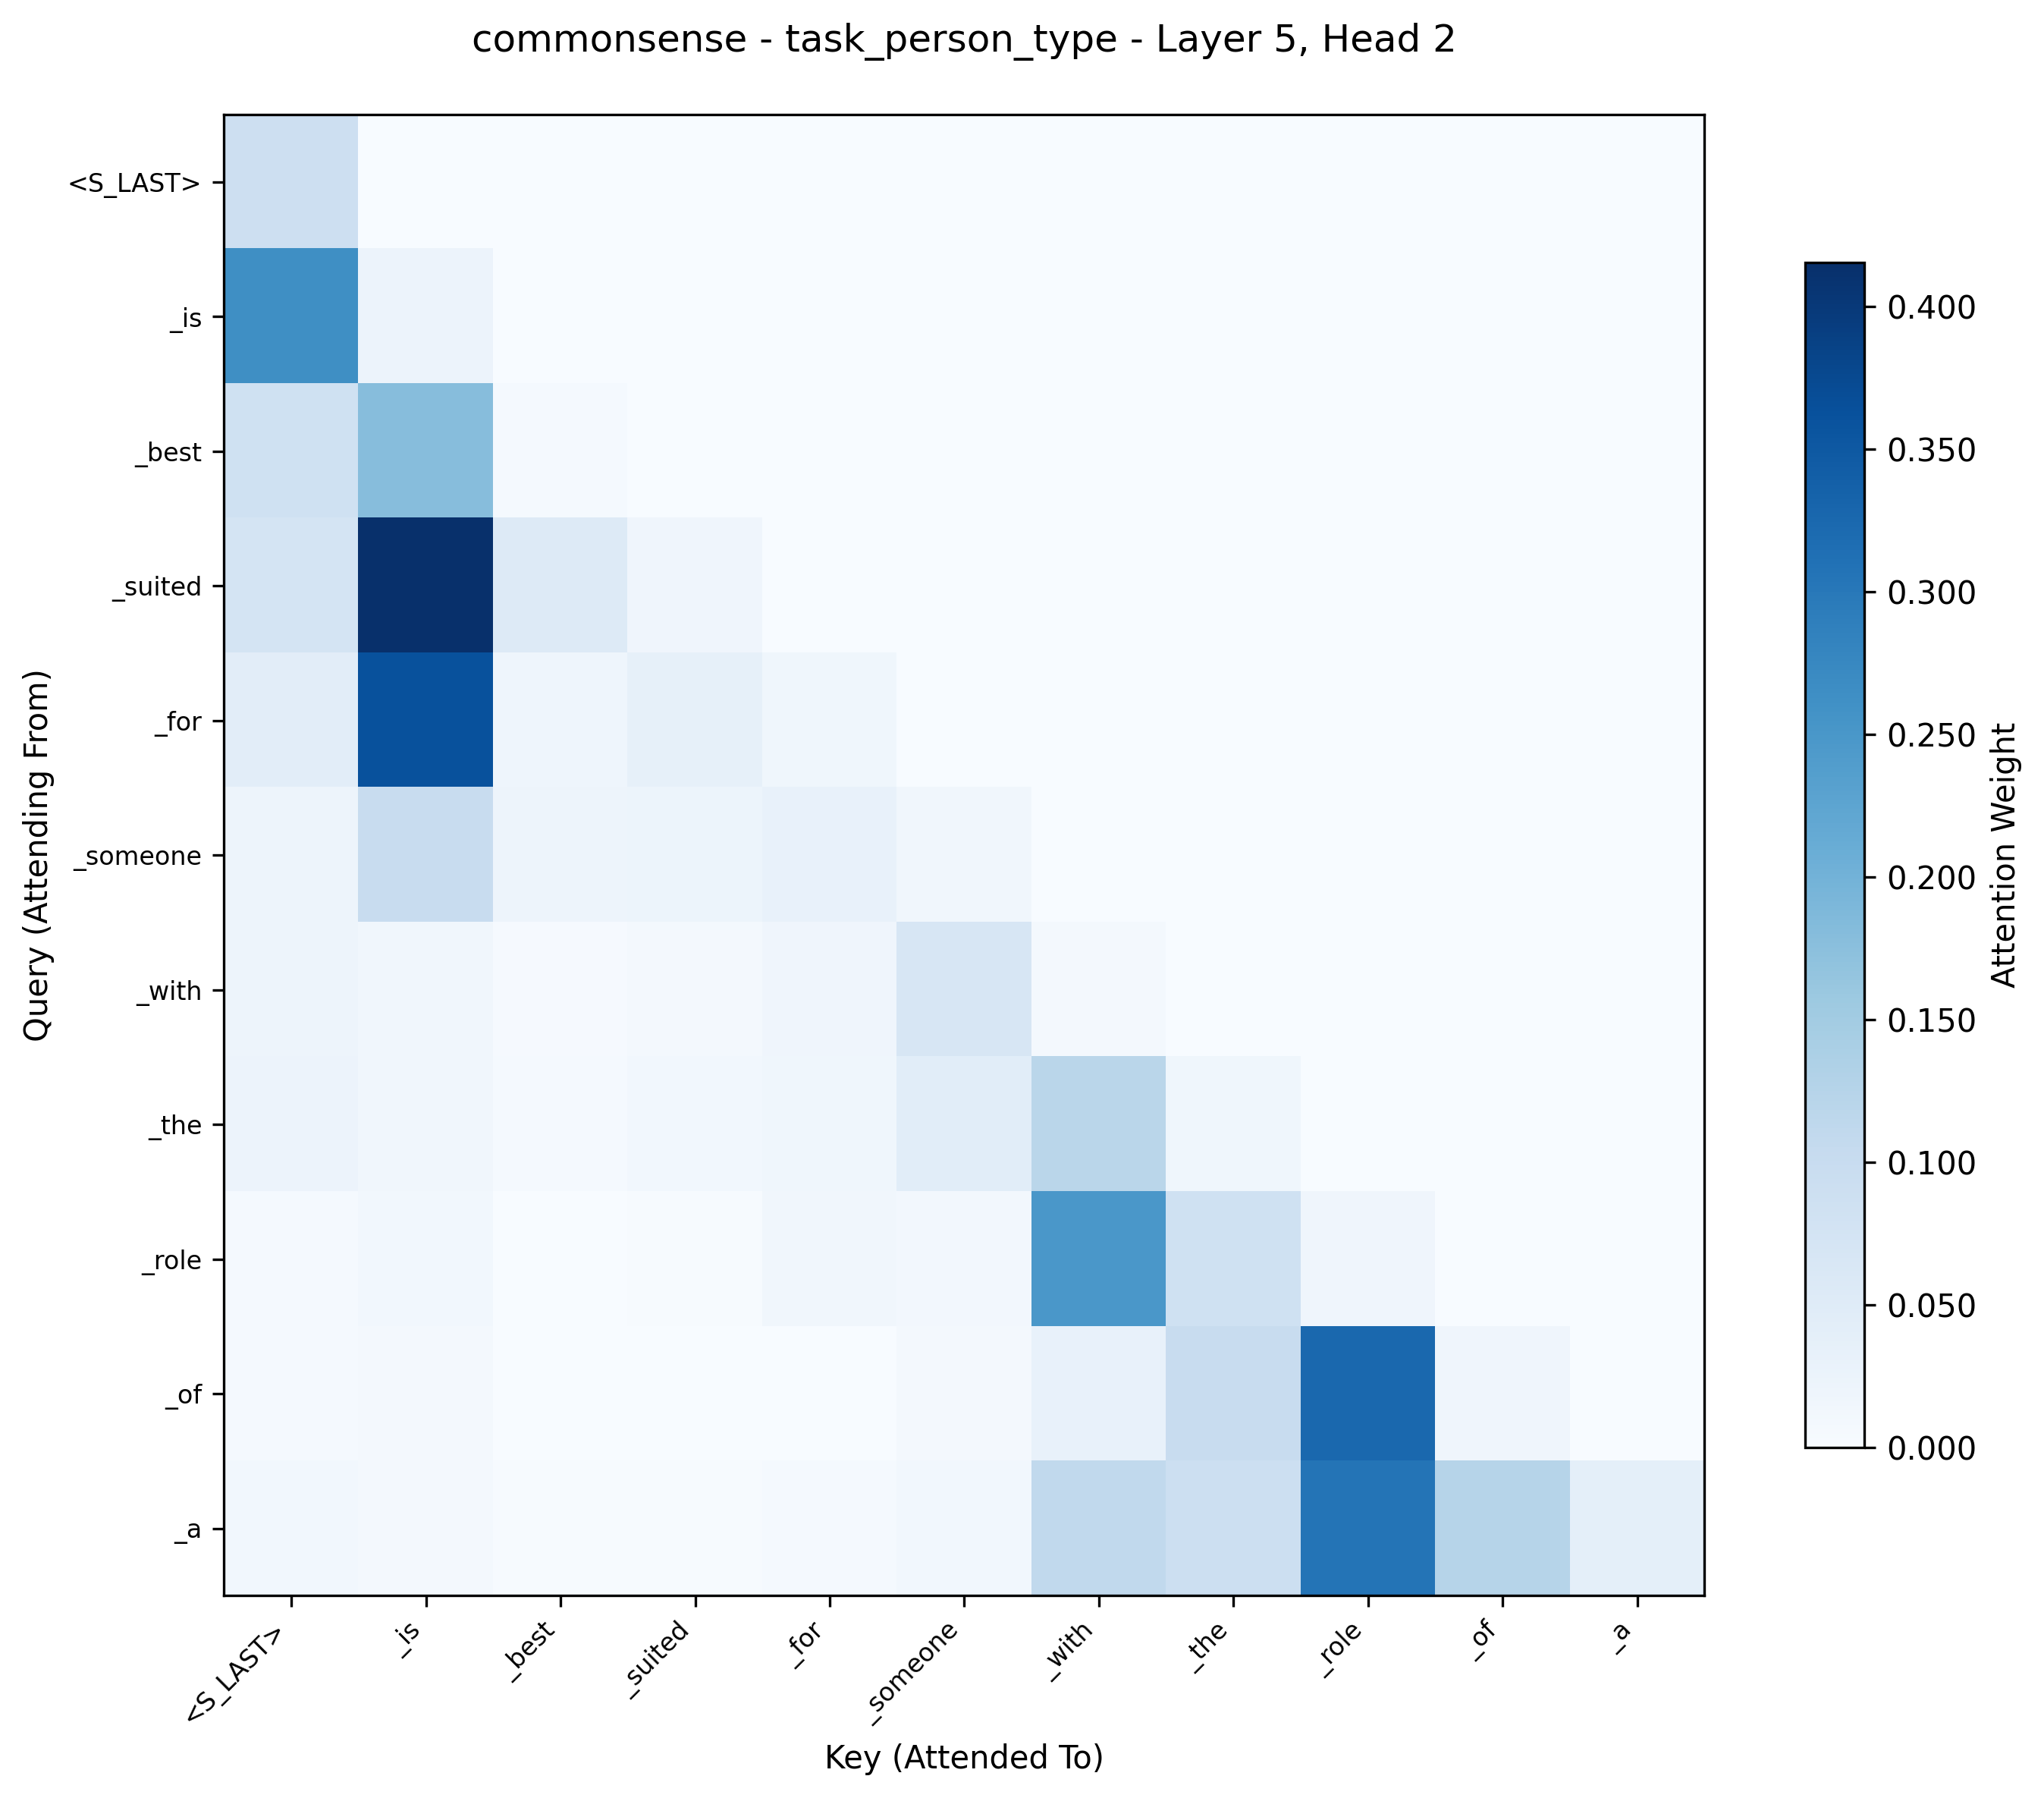 commonsense - task_person_type - Layer 5, Head 2
Query (Attending From)
<S_LAST>
_is
_best
_suited
_for
_someone
_with
_the
_role
_of
_a
<S_LAST>
_is
_best
_suited
_for
_someone
_with
_the
_role
_of
_a
Key (Attended To)
0.400
0.350
0.300
0.250
0.200
0.150
0.100
0.050
0.000
Attention Weight